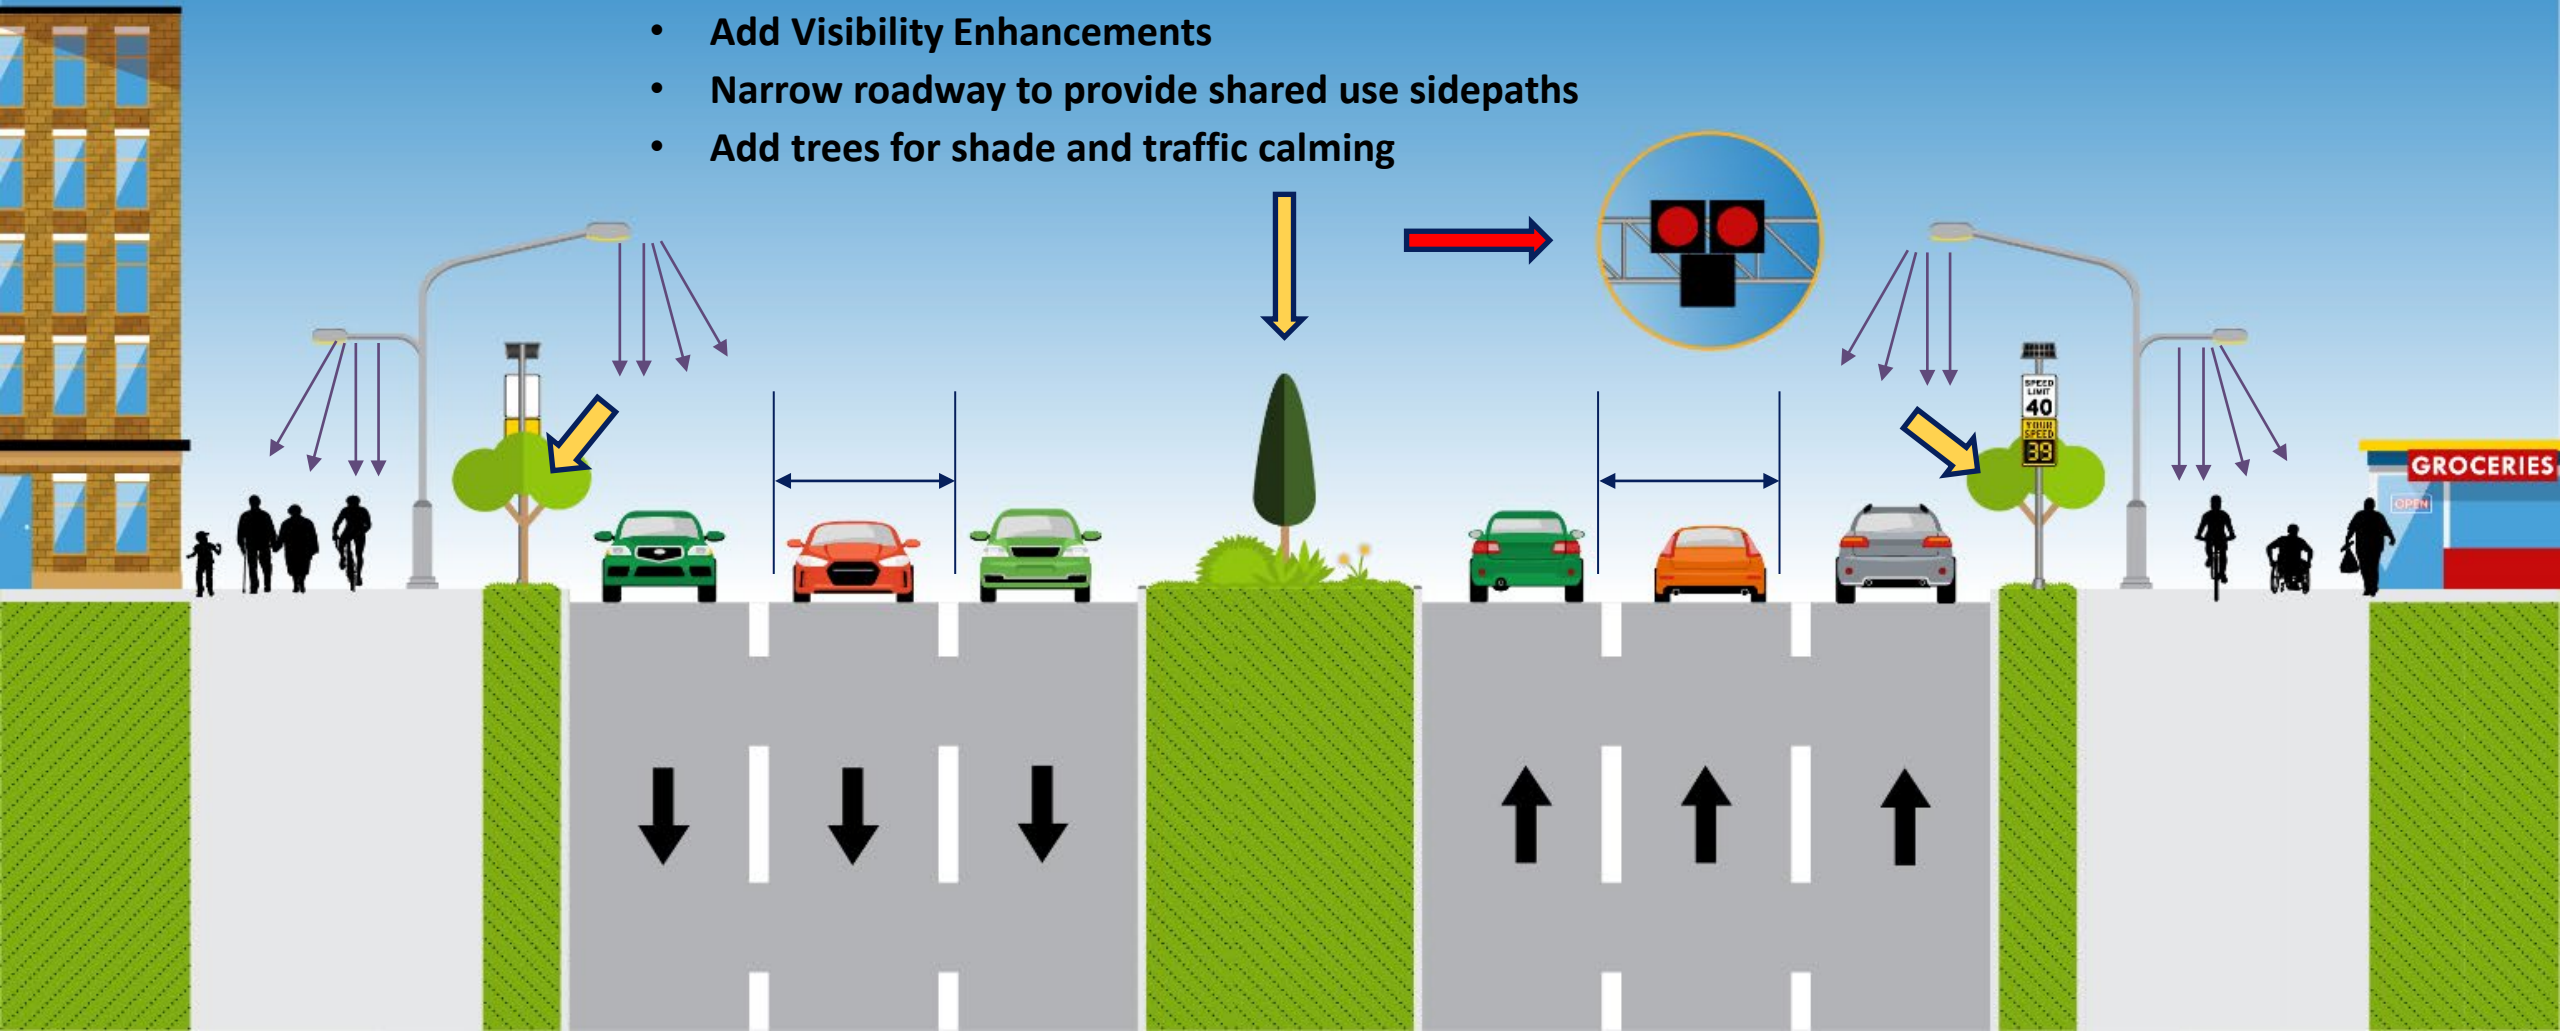 • Add Visibility Enhancements
• Narrow roadway to provide shared use sidepaths
• Add trees for shade and traffic calming
SPEED
LIMIT
40
YOUR
SPEED
39
GROCERIES
OPEN